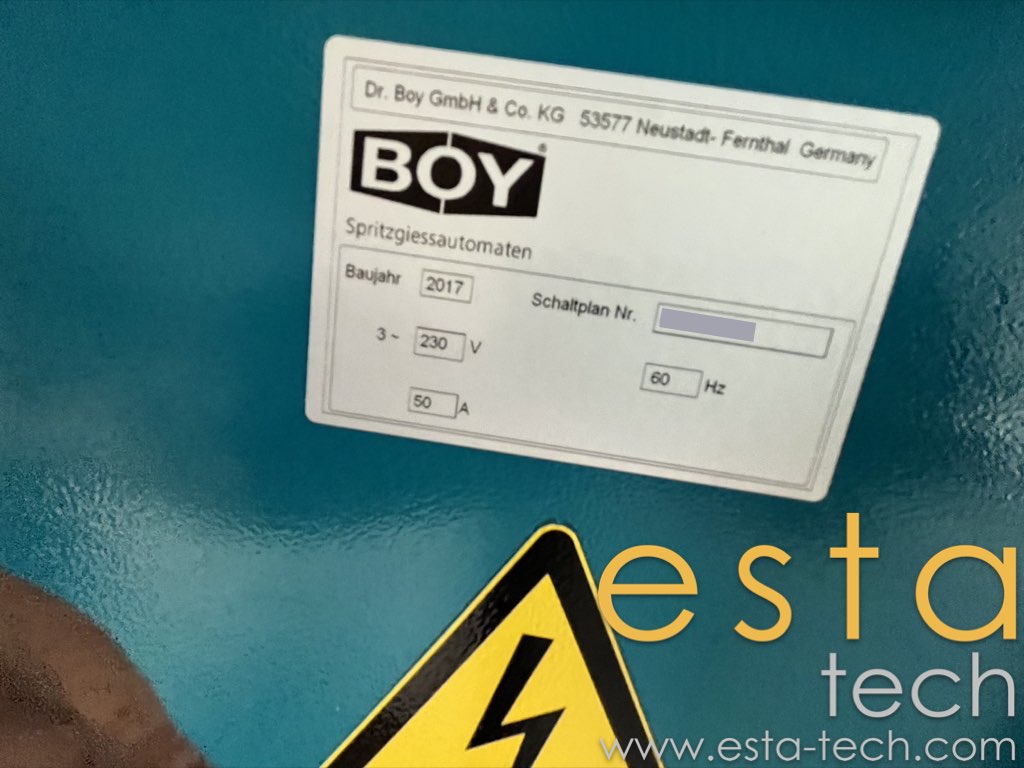 Dr. Boy GmbH & Co. KG 53577 Neustadt- Fernthal Germany
BOY®
Spritzgiessautomaten
Baujahr 2017 Schaltplan Nr.
3 ~ 230 V 60 Hz
50 A
esta
tech
www.esta-tech.com